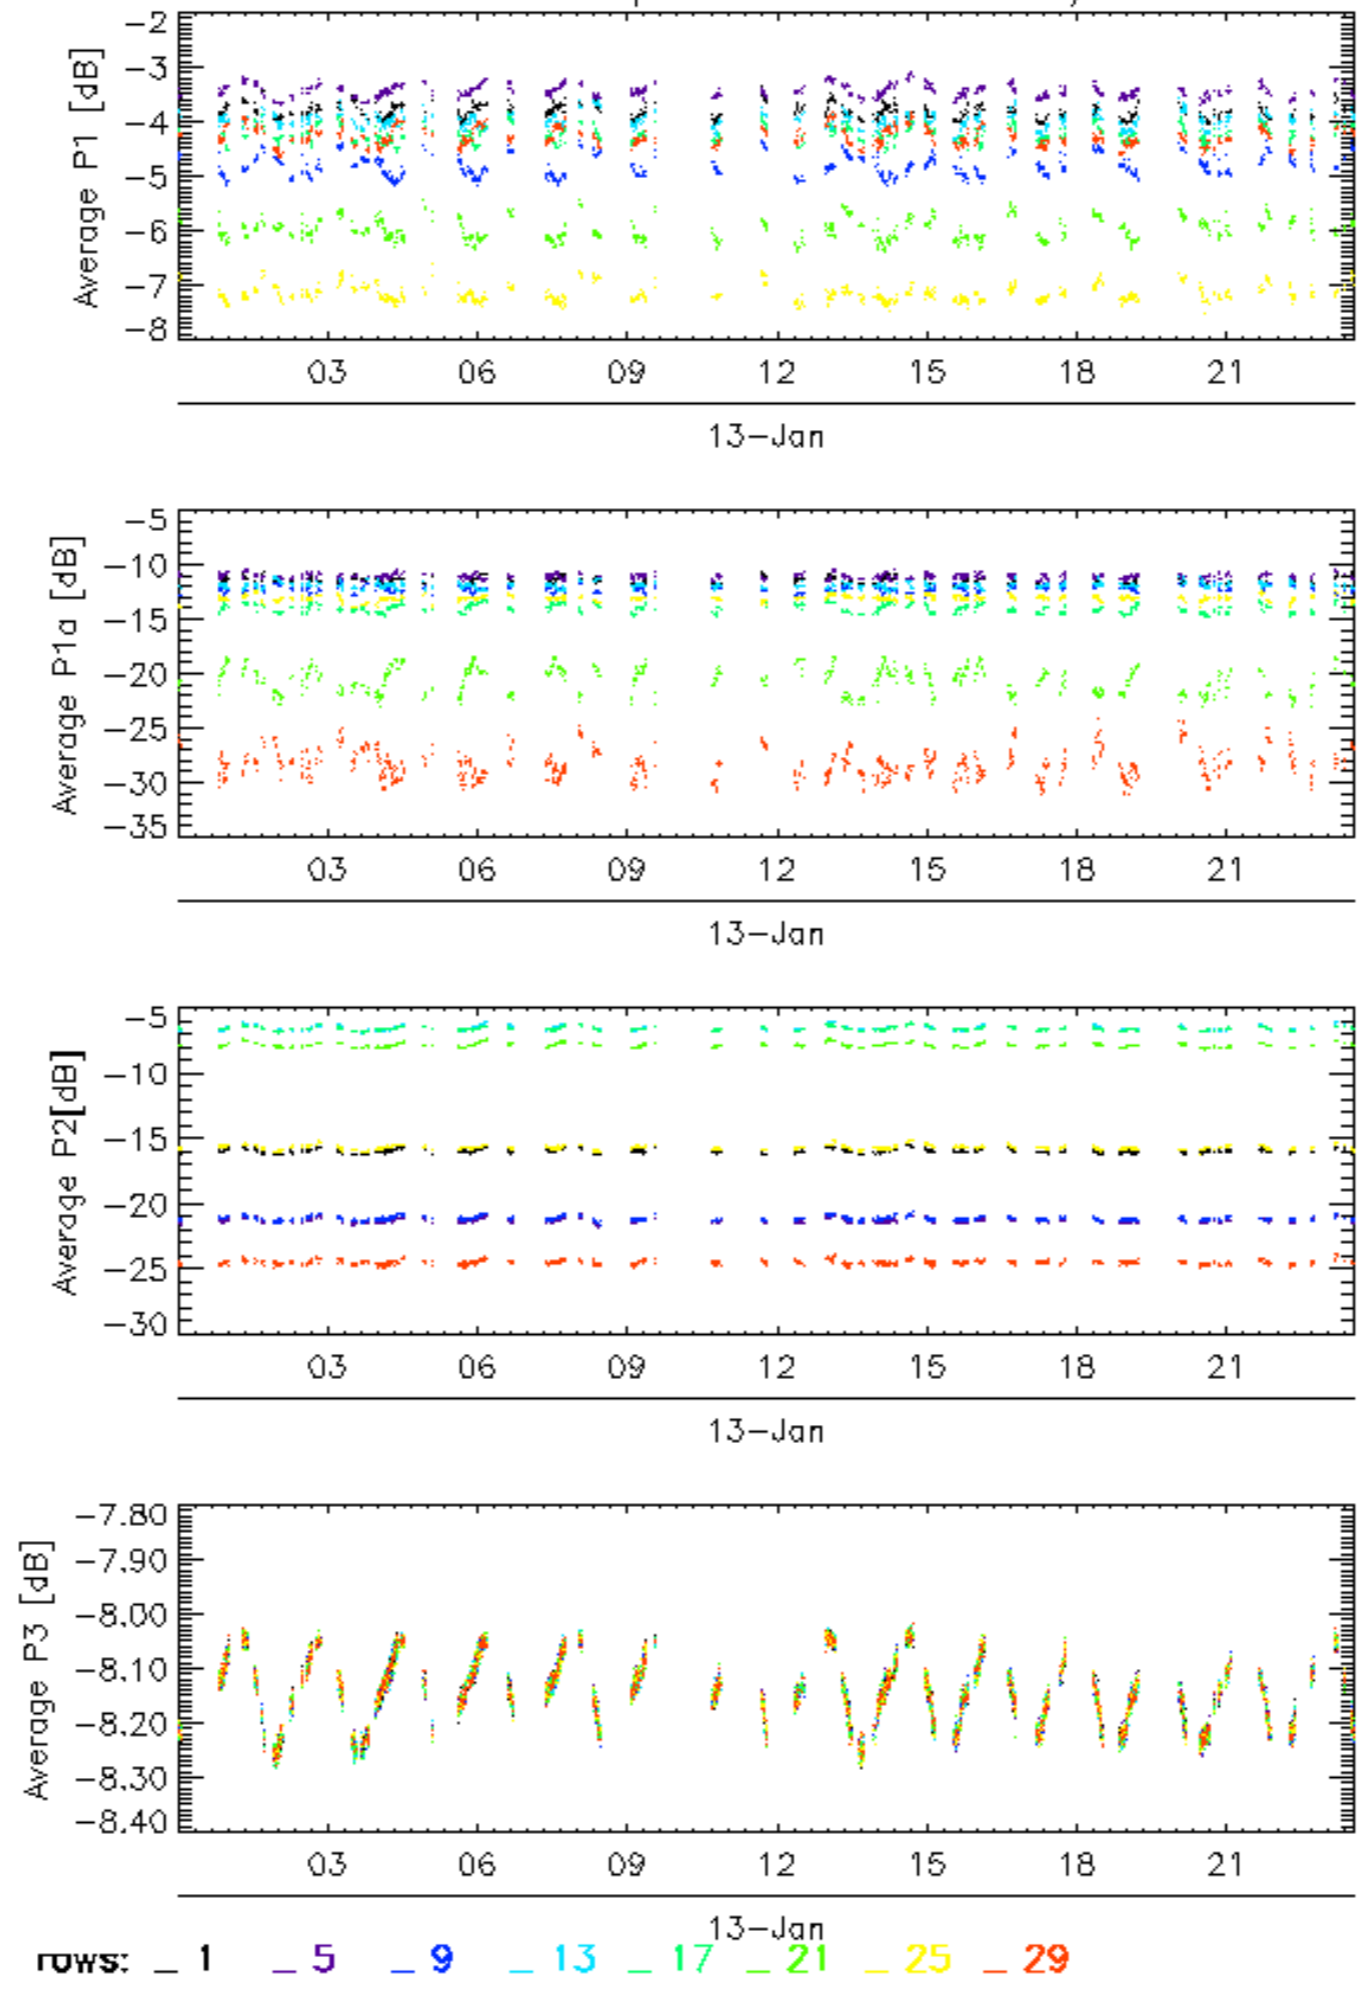 Average P1 [dB]
-2
-3
-4
-5
-6
-7
-8
03 06 09 12 15 18 21
13-Jan
Average P1a [dB]
-5
-10
-15
-20
-25
-30
-35
03 06 09 12 15 18 21
13-Jan
Average P2[dB]
-5
-10
-15
-20
-25
-30
03 06 09 12 15 18 21
13-Jan
Average P3 [dB]
-7.80
-7.90
-8.00
-8.10
-8.20
-8.30
-8.40
03 06 09 12 15 18 21
13-Jan
rows: _ 1 _ 5 _ 9 _ 13 _ 17 _ 21 _ 25 _ 29